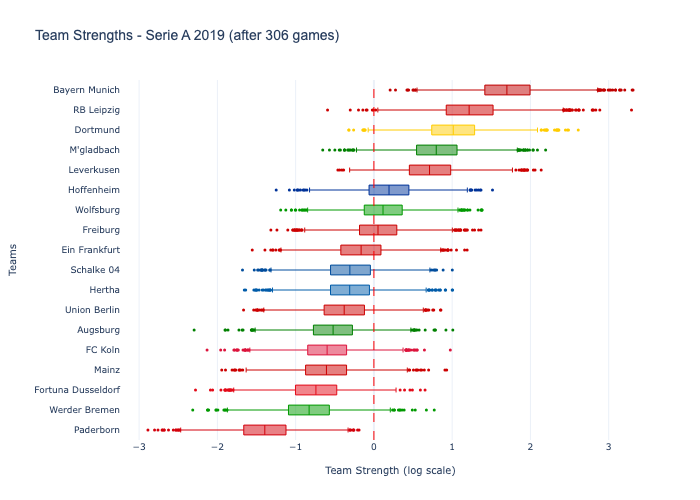 Team Strengths - Serie A 2019 (after 306 games)
Bayern Munich
RB Leipzig
Dortmund
M'gladbach
Leverkusen
Hoffenheim
Wolfsburg
Freiburg
Ein Frankfurt
Schalke 04
Hertha
Union Berlin
Augsburg
FC Koln
Mainz
Fortuna Dusseldorf
Werder Bremen
Paderborn
Teams
−3 −2 −1 0 1 2 3
Team Strength (log scale)